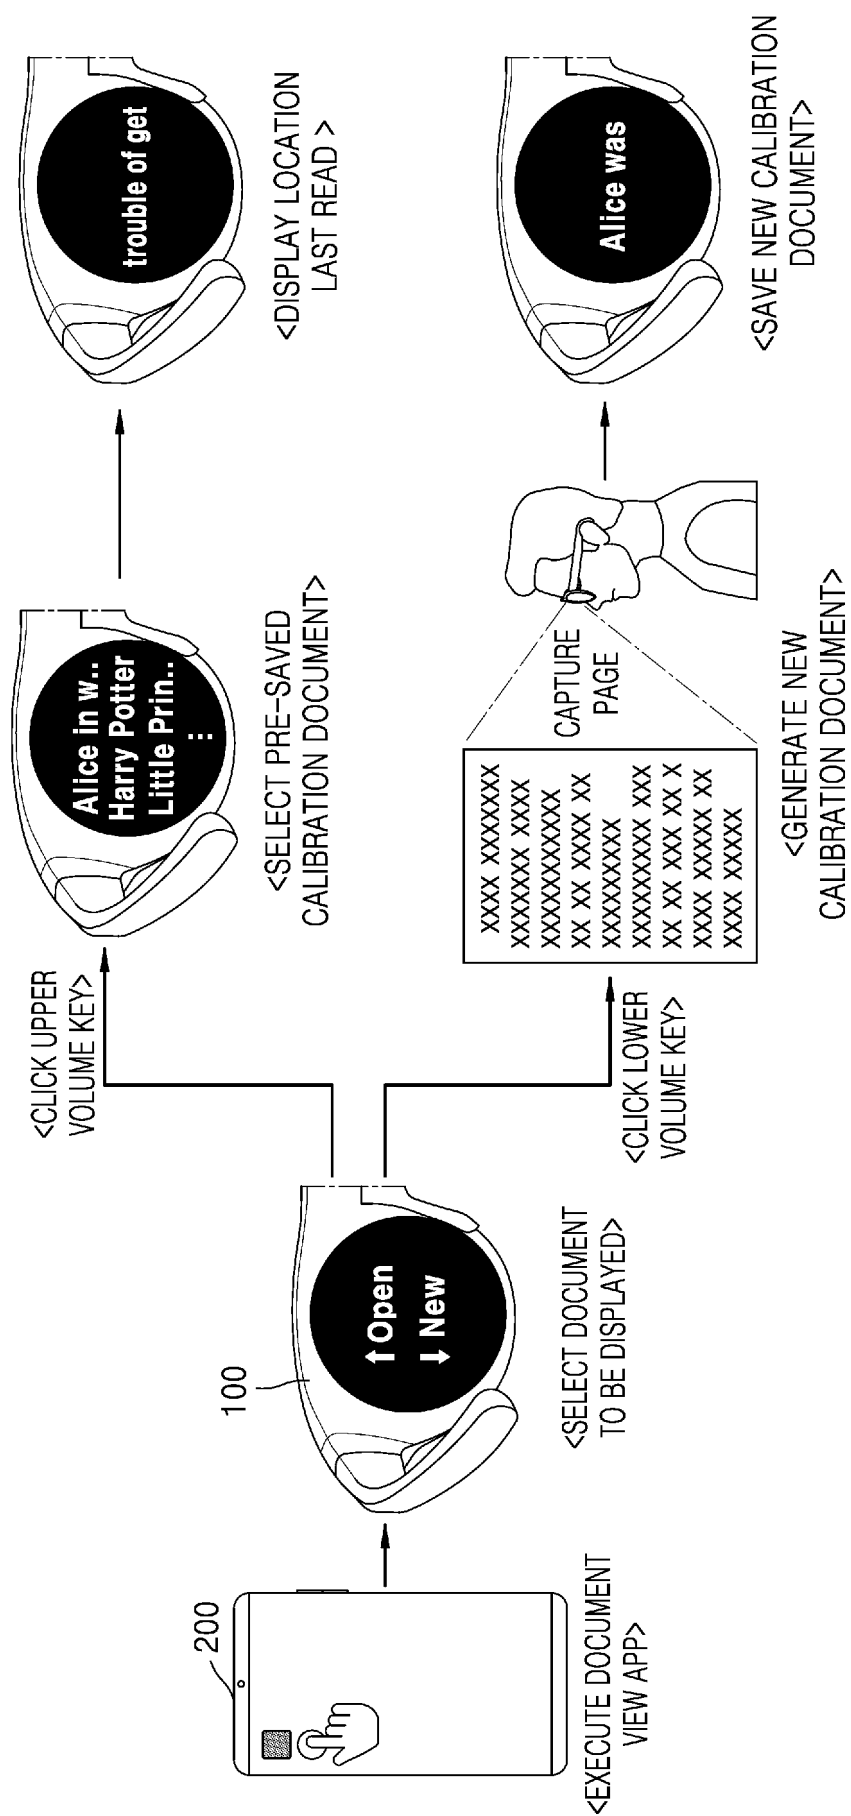 200
<EXECUTE DOCUMENT
VIEW APP>
100
↑Open
↓ New
<SELECT DOCUMENT
TO BE DISPLAYED>
<CLICK UPPER
VOLUME KEY>
Alice in w..
Harry Potter
Little Prin..
<SELECT PRE-SAVED
CALIBRATION DOCUMENT>
trouble of get
<DISPLAY LOCATION
LAST READ >
<CLICK LOWER
VOLUME KEY>
XXXX XXXXXXX
XXXXXXX XXXX
XXXXXXXXXXX
XX XX XXXX XX
XXXXXXXXX
XXXXXXXXXX XXX
XX XX XXX XX X
XXXX XXXXX XX
XXXX XXXXX
CAPTURE
PAGE
<GENERATE NEW
CALIBRATION DOCUMENT>
Alice was
<SAVE NEW CALIBRATION
DOCUMENT>